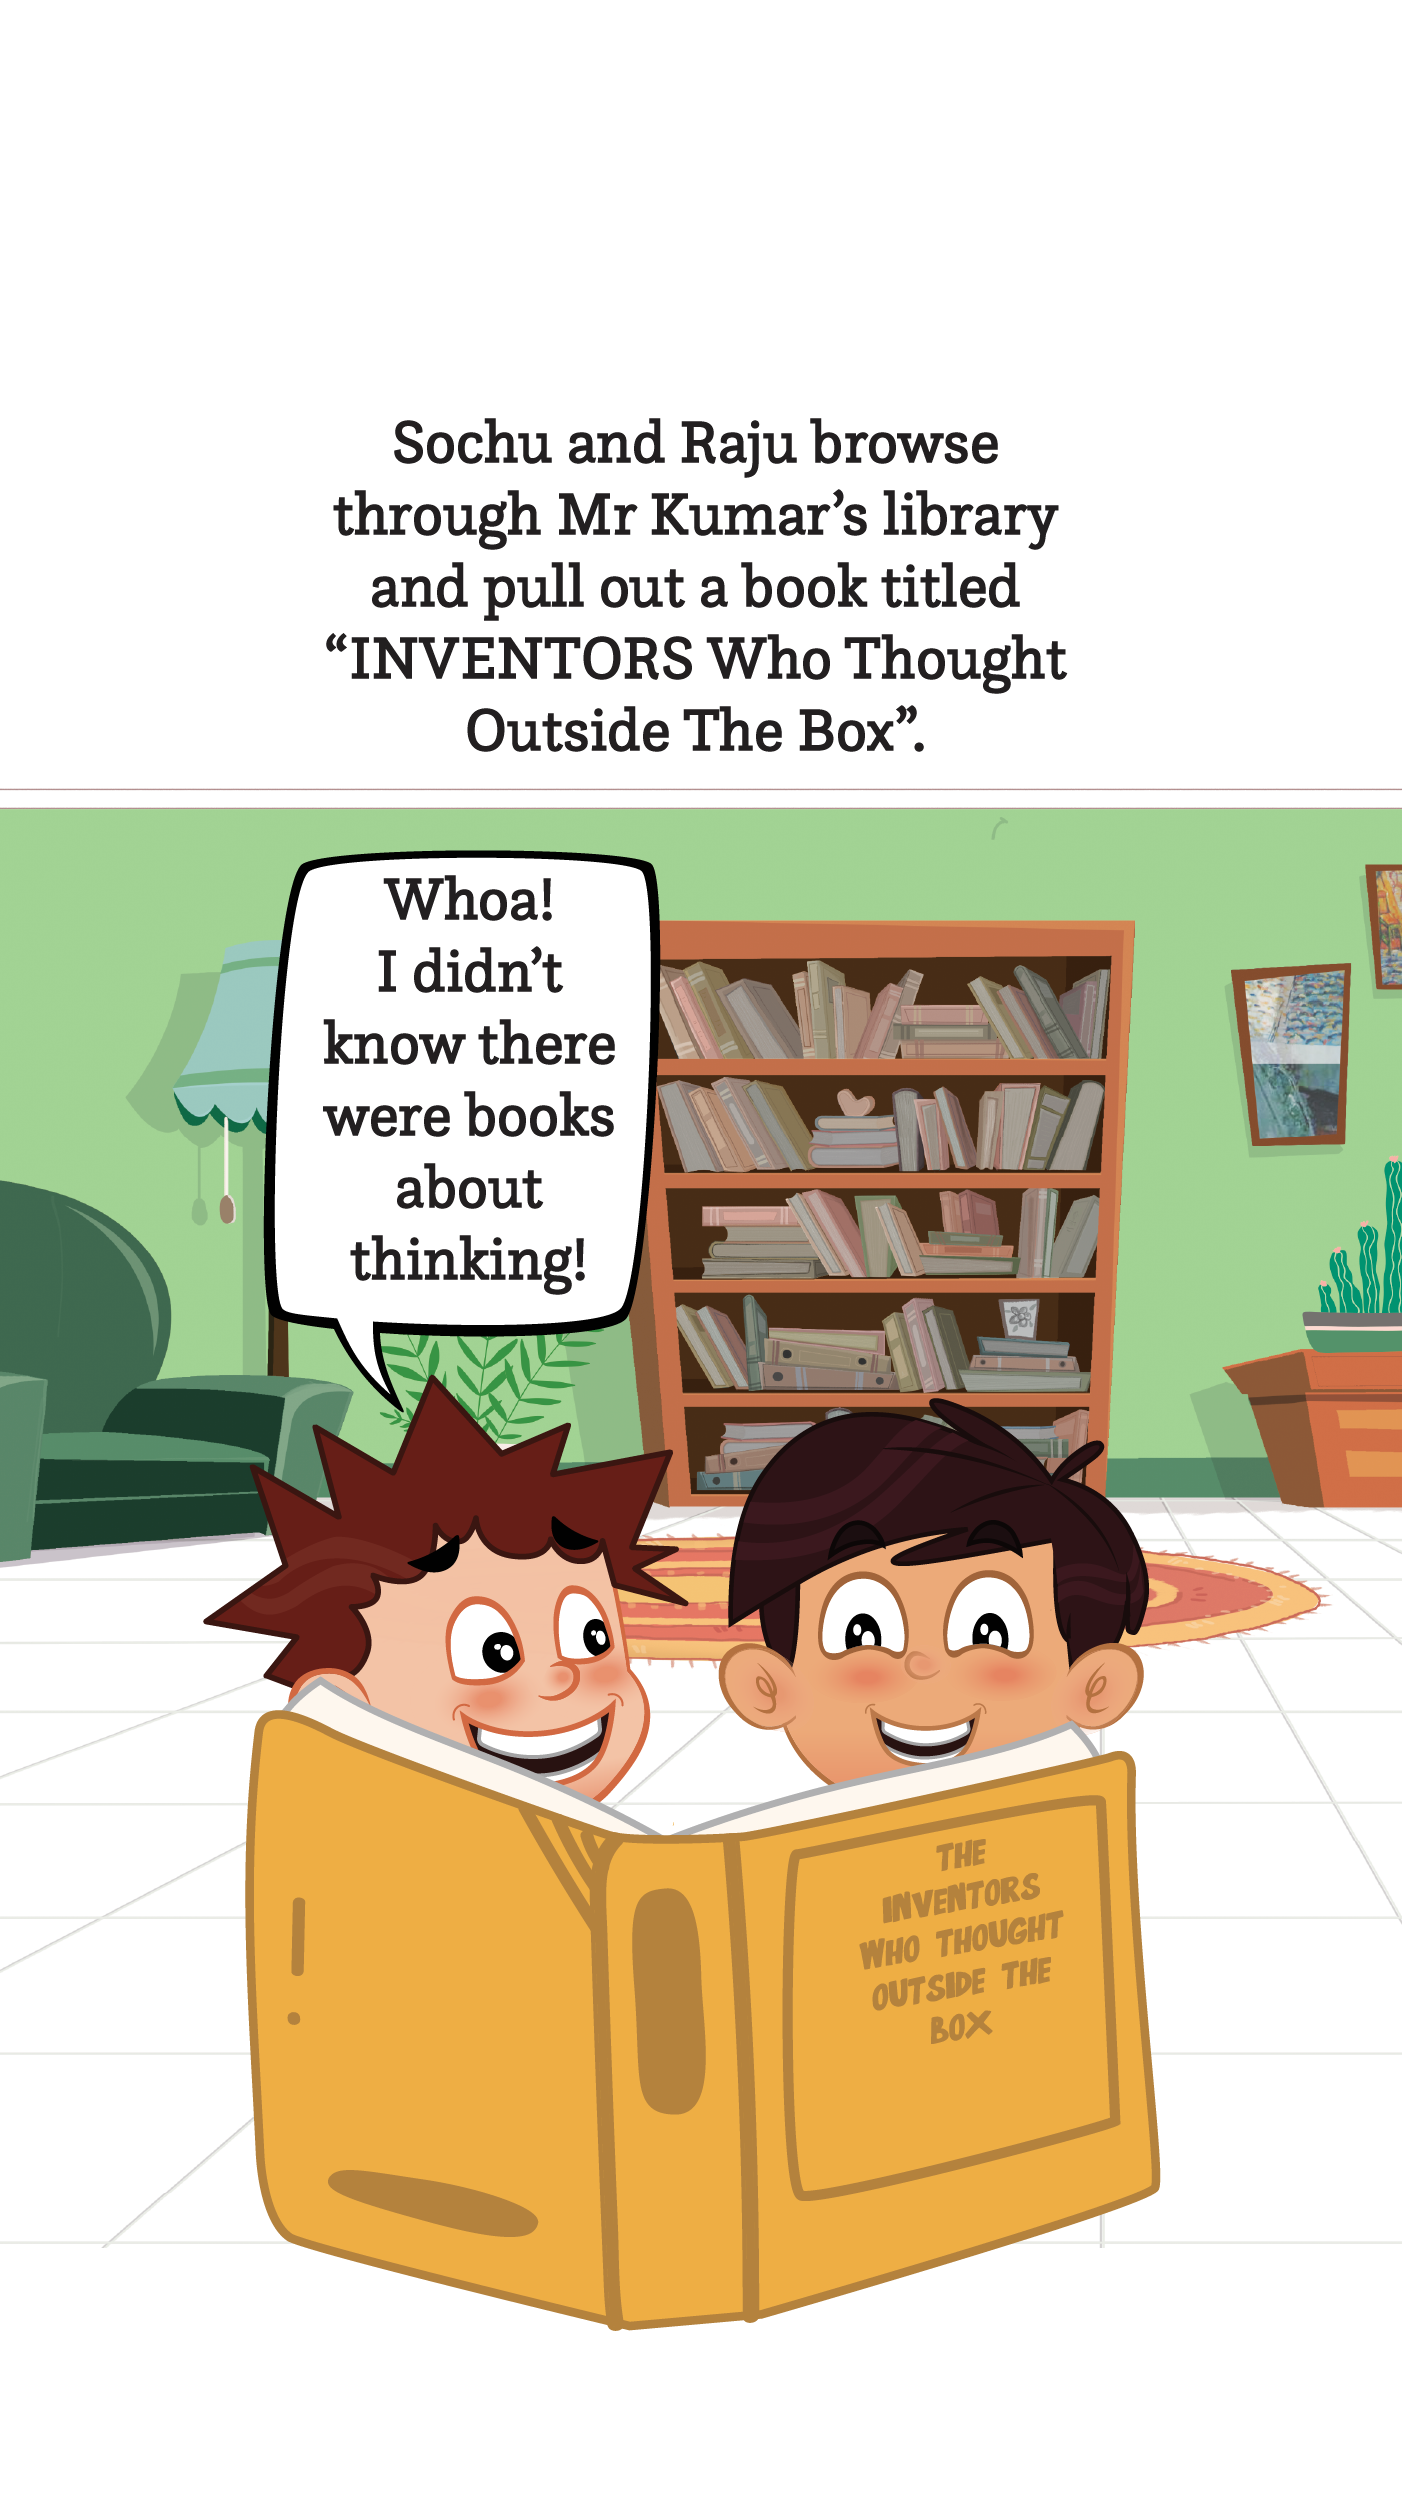 Sochu and Raju browse
through Mr Kumar’s library
and pull out a book titled
“INVENTORS Who Thought
Outside The Box”.
Whoa!
I didn’t
know there
were books
about
thinking!
THE
INVENTORS
WHO THOUGHT
OUTSIDE THE
BOX